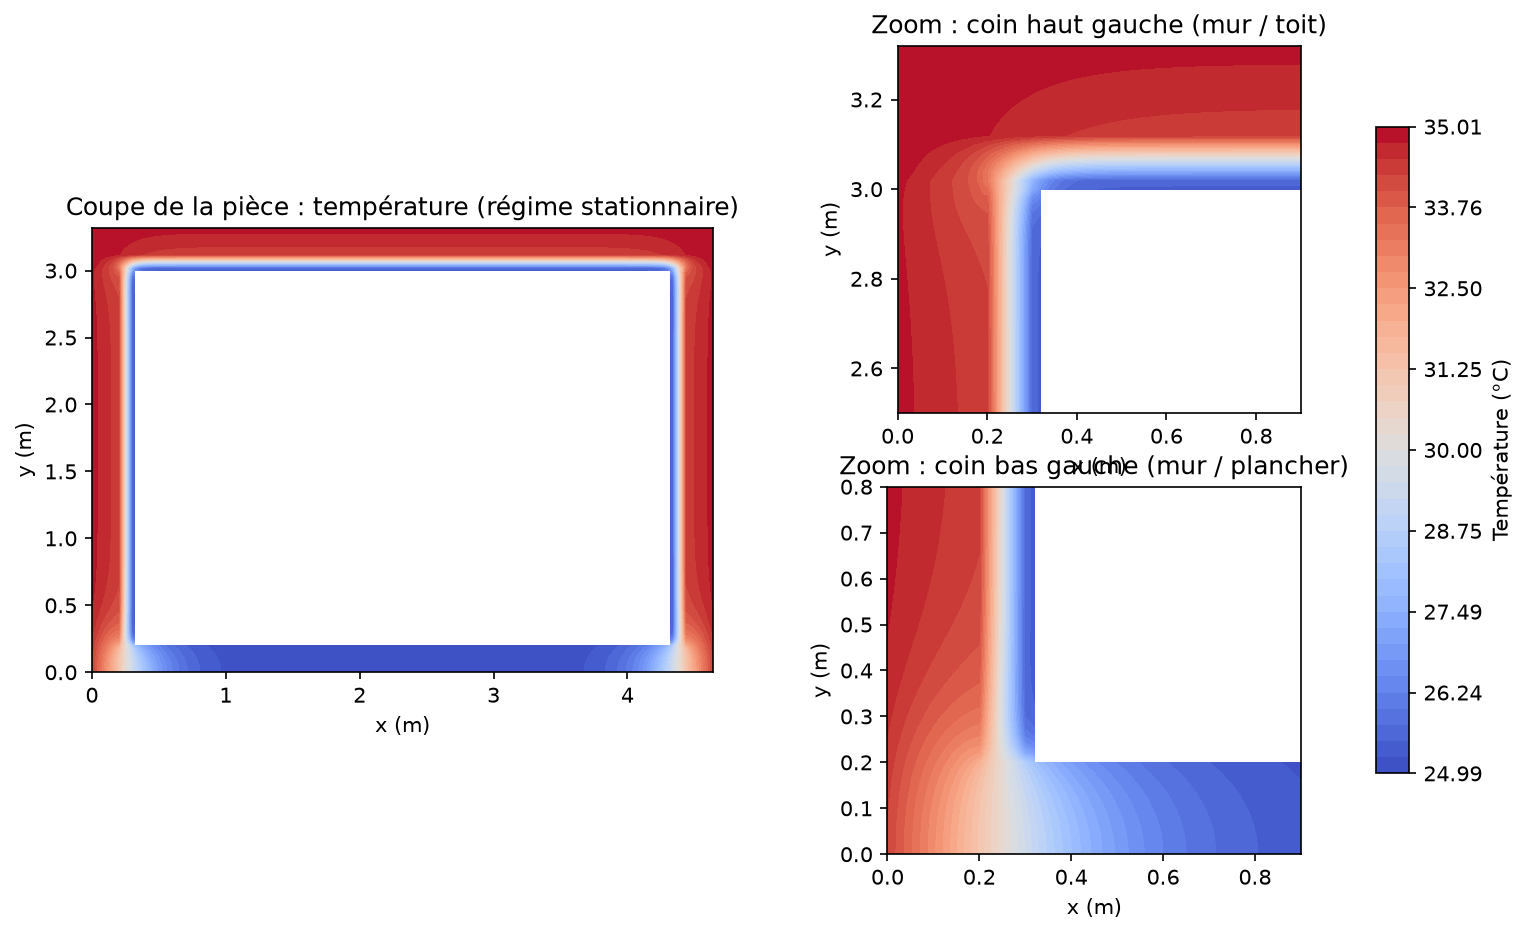 Coupe de la pièce : température (régime stationnaire)
3.0
2.5
2.0
1.5
1.0
0.5
0.0
y (m)
0 1 2 3 4
x (m)
Zoom : coin haut gauche (mur / toit)
3.2
3.0
2.8
2.6
y (m)
0.0 0.2 0.4 0.6 0.8
x (m)
Zoom : coin bas gauche (mur / plancher)
0.8
0.7
0.6
0.5
0.4
0.3
0.2
0.1
0.0
y (m)
0.0 0.2 0.4 0.6 0.8
x (m)
35.01
33.76
32.50
31.25
30.00
28.75
27.49
26.24
24.99
Température (°C)